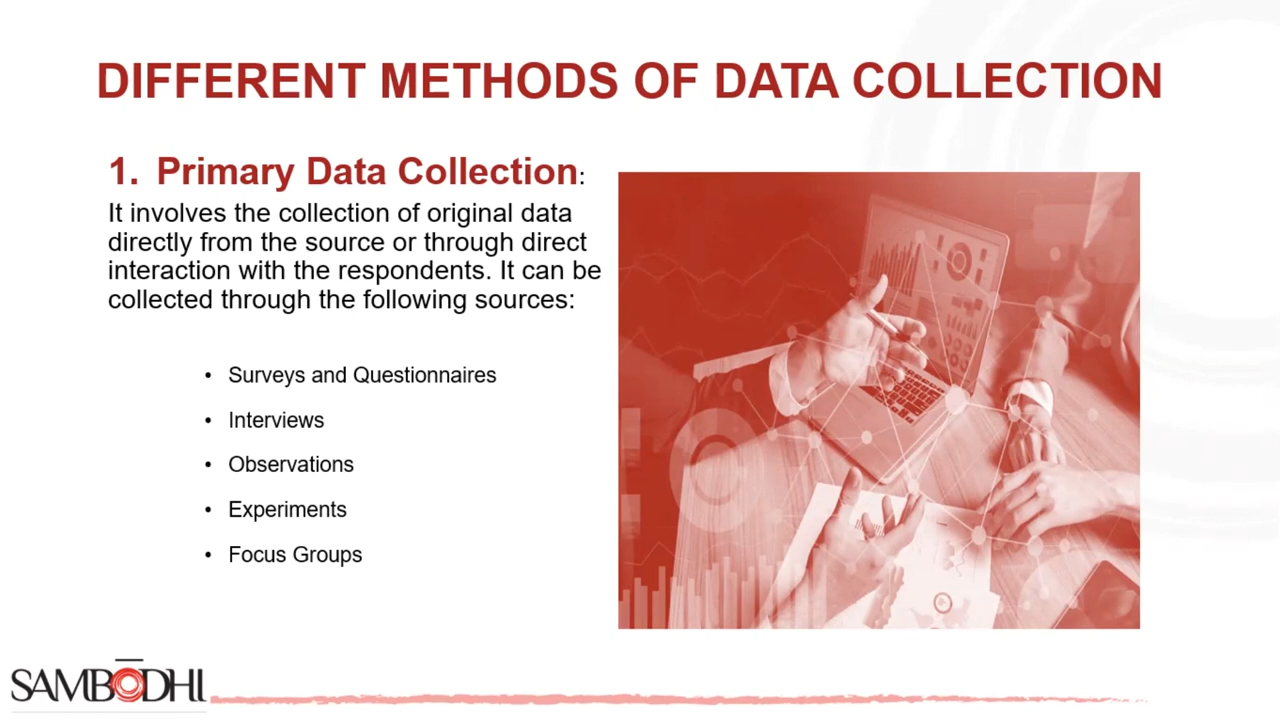 DIFFERENT METHODS OF DATA COLLECTION
1. Primary Data Collection:
It involves the collection of original data
directly from the source or through direct
interaction with the respondents. It can be
collected through the following sources:
• Surveys and Questionnaires
• Interviews
• Observations
• Experiments
• Focus Groups
SAMBŌDHI